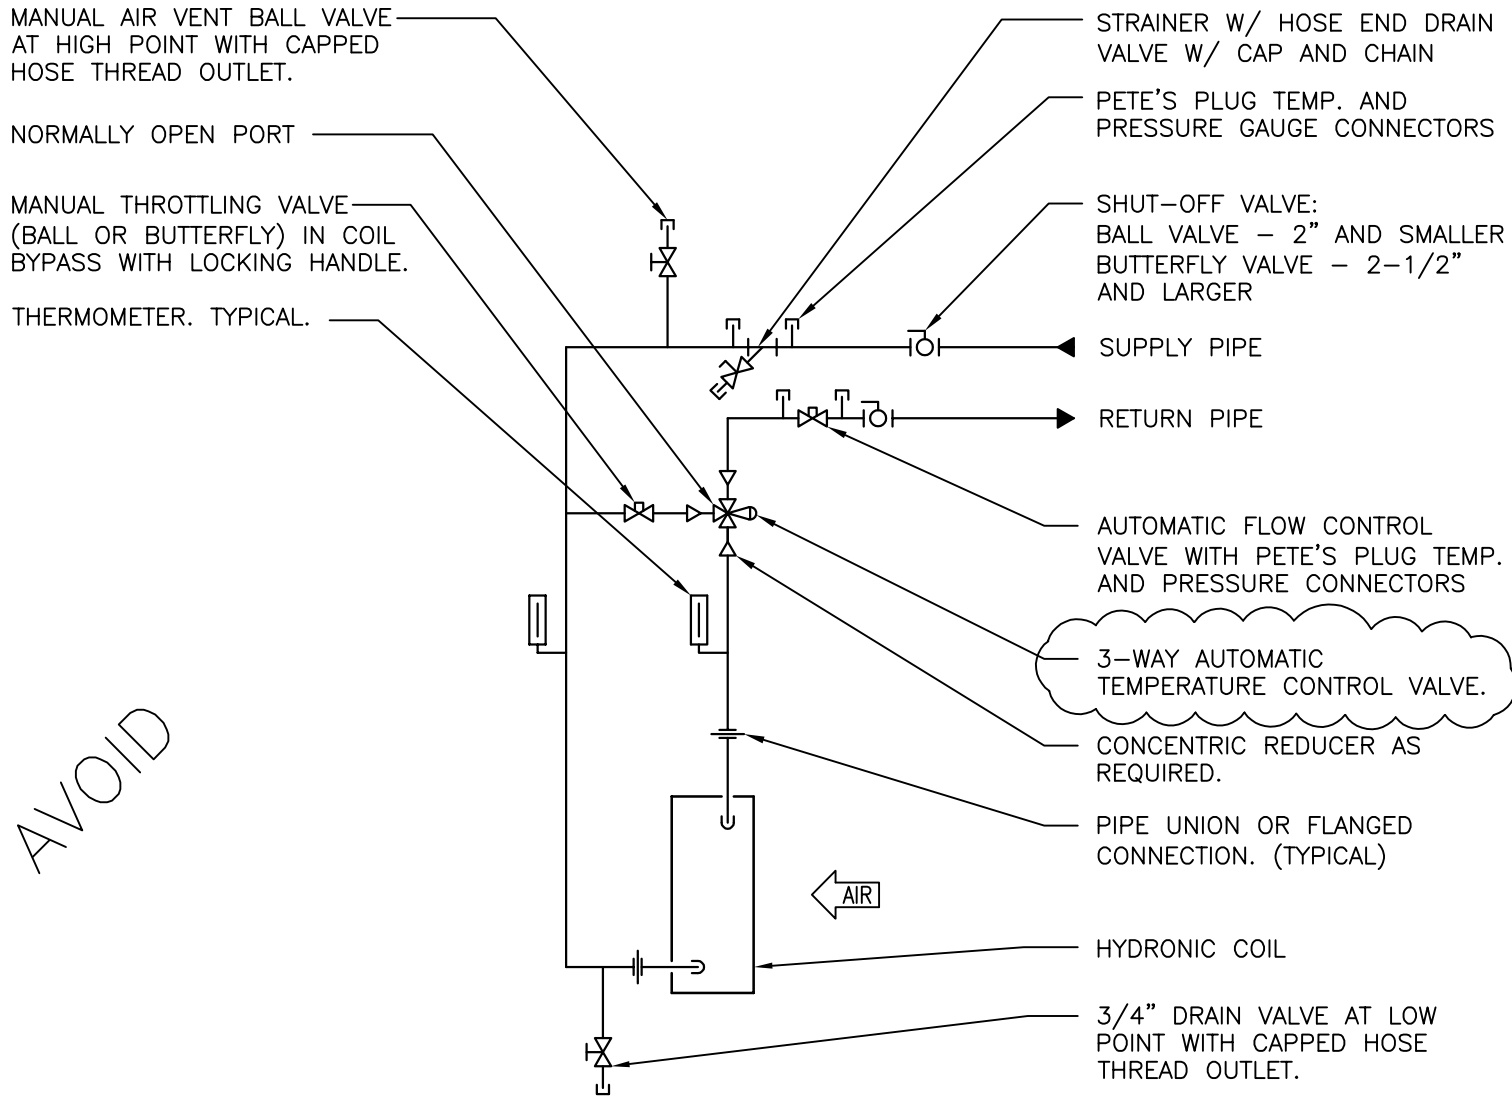 MANUAL AIR VENT BALL VALVE
AT HIGH POINT WITH CAPPED
HOSE THREAD OUTLET.
NORMALLY OPEN PORT
MANUAL THROTTLING VALVE
(BALL OR BUTTERFLY) IN COIL
BYPASS WITH LOCKING HANDLE.
THERMOMETER. TYPICAL.
STRAINER W/ HOSE END DRAIN
VALVE W/ CAP AND CHAIN
PETE'S PLUG TEMP. AND
PRESSURE GAUGE CONNECTORS
SHUT-OFF VALVE:
BALL VALVE - 2" AND SMALLER
BUTTERFLY VALVE - 2-1/2"
AND LARGER
SUPPLY PIPE
RETURN PIPE
AUTOMATIC FLOW CONTROL
VALVE WITH PETE'S PLUG TEMP.
AND PRESSURE CONNECTORS
3-WAY AUTOMATIC
TEMPERATURE CONTROL VALVE.
CONCENTRIC REDUCER AS
REQUIRED.
PIPE UNION OR FLANGED
CONNECTION. (TYPICAL)
AVOID
AIR
HYDRONIC COIL
3/4" DRAIN VALVE AT LOW
POINT WITH CAPPED HOSE
THREAD OUTLET.